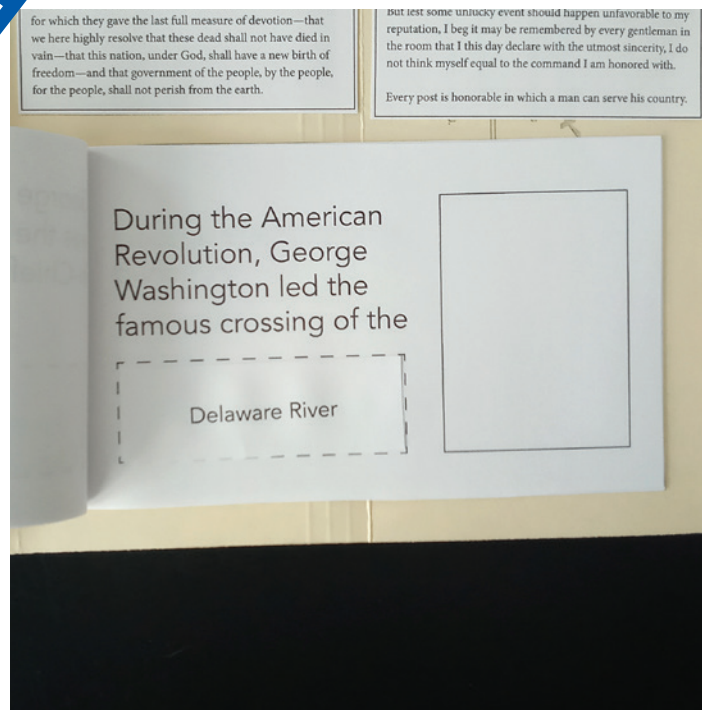 for which they gave the last full measure of devotion—that
we here highly resolve that these dead shall not have died in
vain—that this nation, under God, shall have a new birth of
freedom—and that government of the people, by the people,
for the people, shall not perish from the earth.
But lest some unlucky event should happen unfavorable to my
reputation, I beg it may be remembered by every gentleman in
the room that I this day declare with the utmost sincerity, I do
not think myself equal to the command I am honored with.
Every post is honorable in which a man can serve his country.
During the American
Revolution, George
Washington led the
famous crossing of the
Delaware River